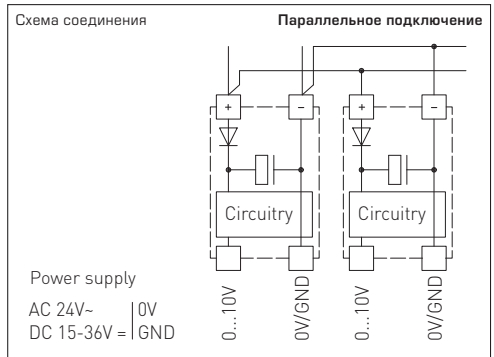 Схема соединения
Параллельное подключение
+ – + –
Circuitry Circuitry
0...10V 0V/GND 0...10V 0V/GND
Power supply
AC 24V~ 0V
DC 15-36V = GND